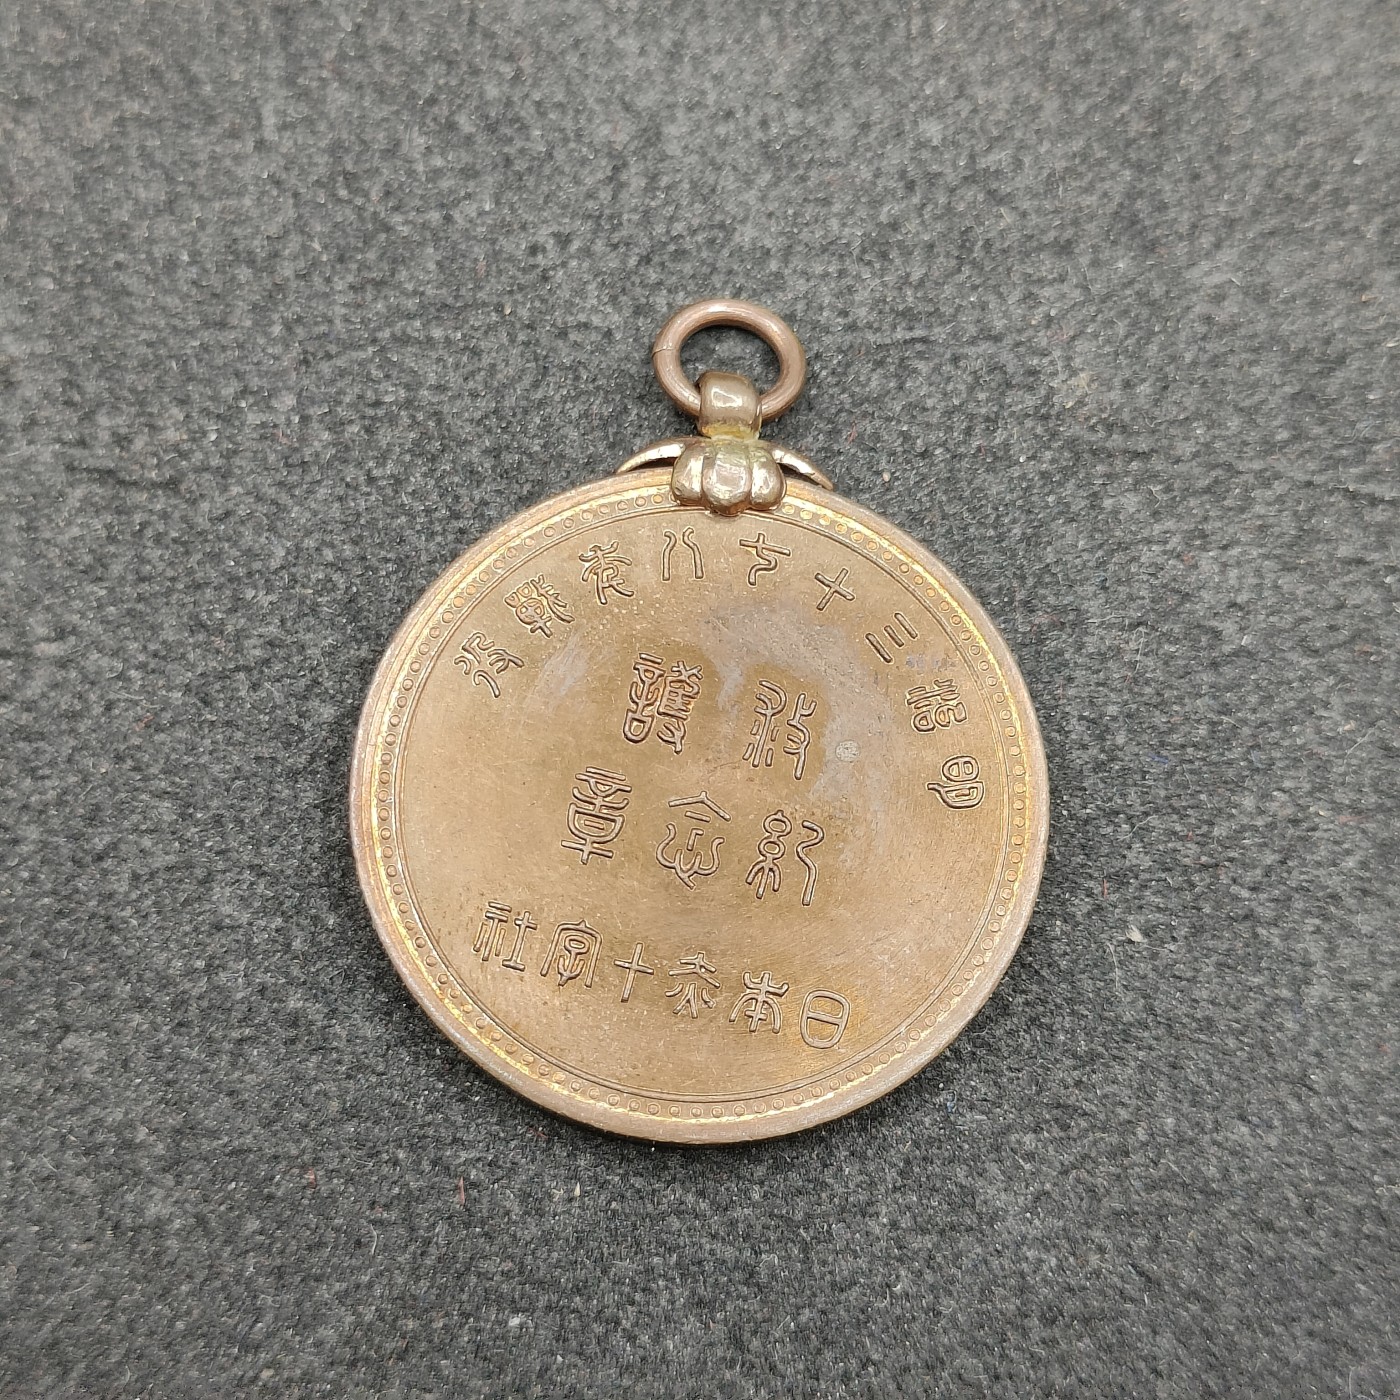 明治三十七八年戰役
救護
紀念章
日本赤十字社